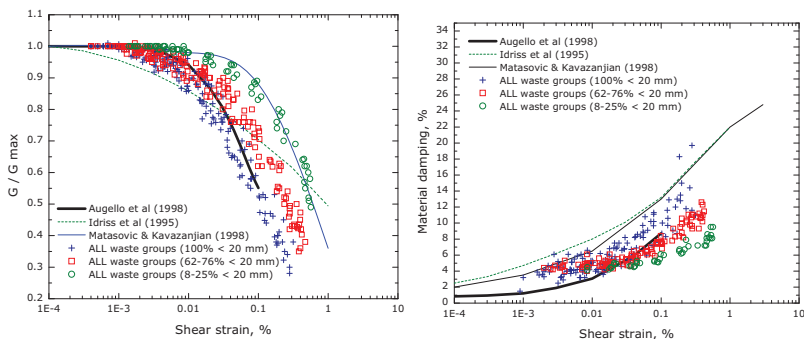 G / G max
1.1
1.0
0.9
0.8
0.7
0.6
0.5
0.4
0.3
0.2
Augello et al (1998)
Idriss et al (1995)
Matasovic & Kavazanjian (1998)
ALL waste groups (100% < 20 mm)
ALL waste groups (62-76% < 20 mm)
ALL waste groups (8-25% < 20 mm)
1E-4 1E-3 0.01 0.1 1 10
Shear strain, %
Material damping, %
34
32
30
28
26
24
22
20
18
16
14
12
10
8
6
4
2
0
Augello et al (1998)
Idriss et al (1995)
Matasovic & Kavazanjian (1998)
ALL waste groups (100% < 20 mm)
ALL waste groups (62-76% < 20 mm)
ALL waste groups (8-25% < 20 mm)
1E-4 1E-3 0.01 0.1 1 10
Shear strain, %